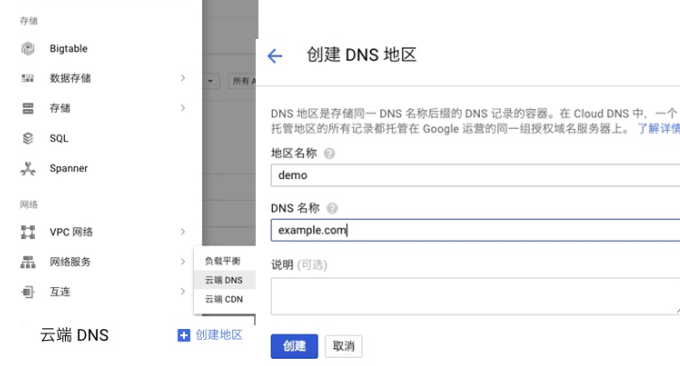 存储
Bigtable
数据存储
存储
SQL
Spanner
网络
VPC 网络
网络服务
互连
负载平衡
云端 DNS
云端 CDN
云端 DNS
创建地区
所有 A
创建 DNS 地区
DNS 地区是存储同一 DNS 名称后缀的 DNS 记录的容器。在 Cloud DNS 中，一个
托管地区的所有记录都托管在 Google 运营的同一组授权域名服务器上。 了解详情
地区名称
demo
DNS 名称
example.com
说明 (可选)
创建 取消